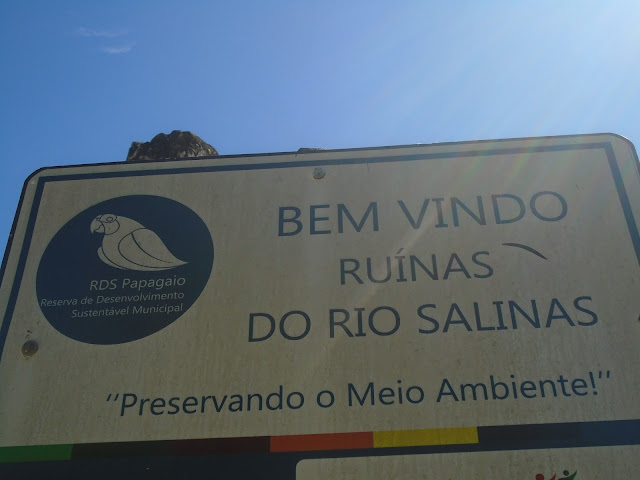 BEM VINDO
RUÍNAS
DO RIO SALINAS
RDS Papagaio
Reserva de Desenvolvimento
Sustentável Municipal
"Preservando o Meio Ambiente!"